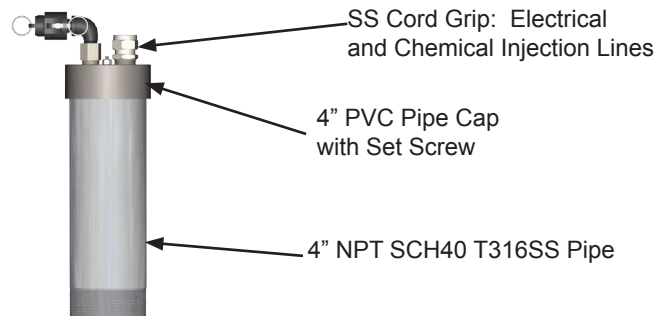 SS Cord Grip: Electrical
and Chemical Injection Lines
4” PVC Pipe Cap
with Set Screw
4” NPT SCH40 T316SS Pipe